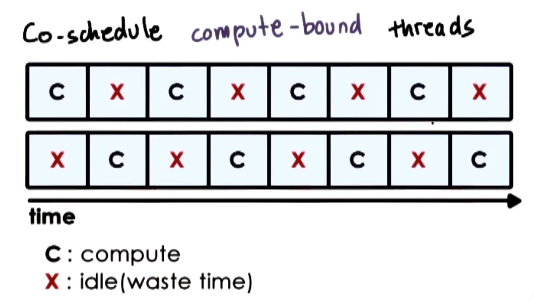 Co-schedule compute-bound threads
C X C X C X C X
X C X C X C X C
time
C : compute
X : idle(waste time)